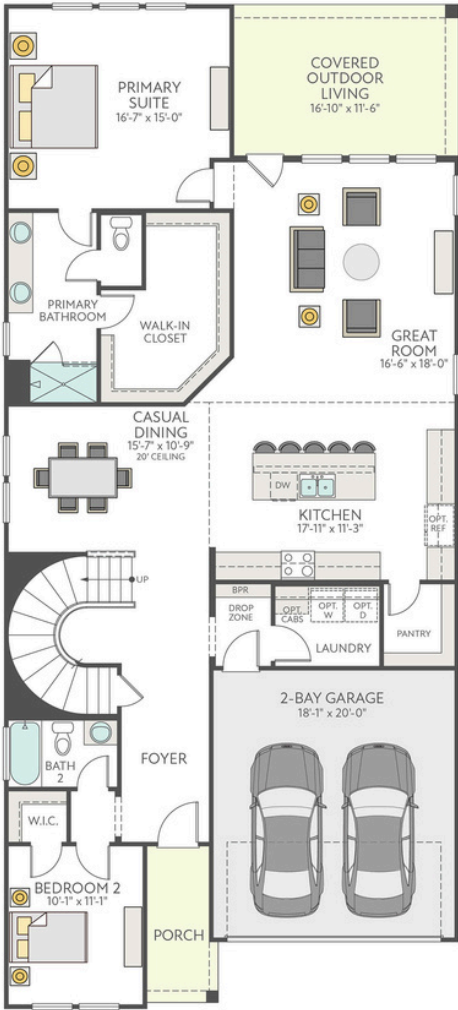 COVERED
OUTDOOR
LIVING
16'-10" x 11'-6"
PRIMARY
SUITE
16'-7" x 15'-0"
PRIMARY
BATHROOM
WALK-IN
CLOSET
GREAT
ROOM
16'-6" x 18'-0"
CASUAL
DINING
15'-7" x 10'-9"
20' CEILING
DW
KITCHEN
17'-11" x 11'-3"
OPT.
REF
UP
BPR
DROP
ZONE
OPT.
CABS
OPT.
W
OPT.
D
LAUNDRY
PANTRY
2-BAY GARAGE
18'-1" x 20'-0"
FOYER
BATH
2
W.I.C.
BEDROOM 2
10'-1" x 11'-1"
PORCH